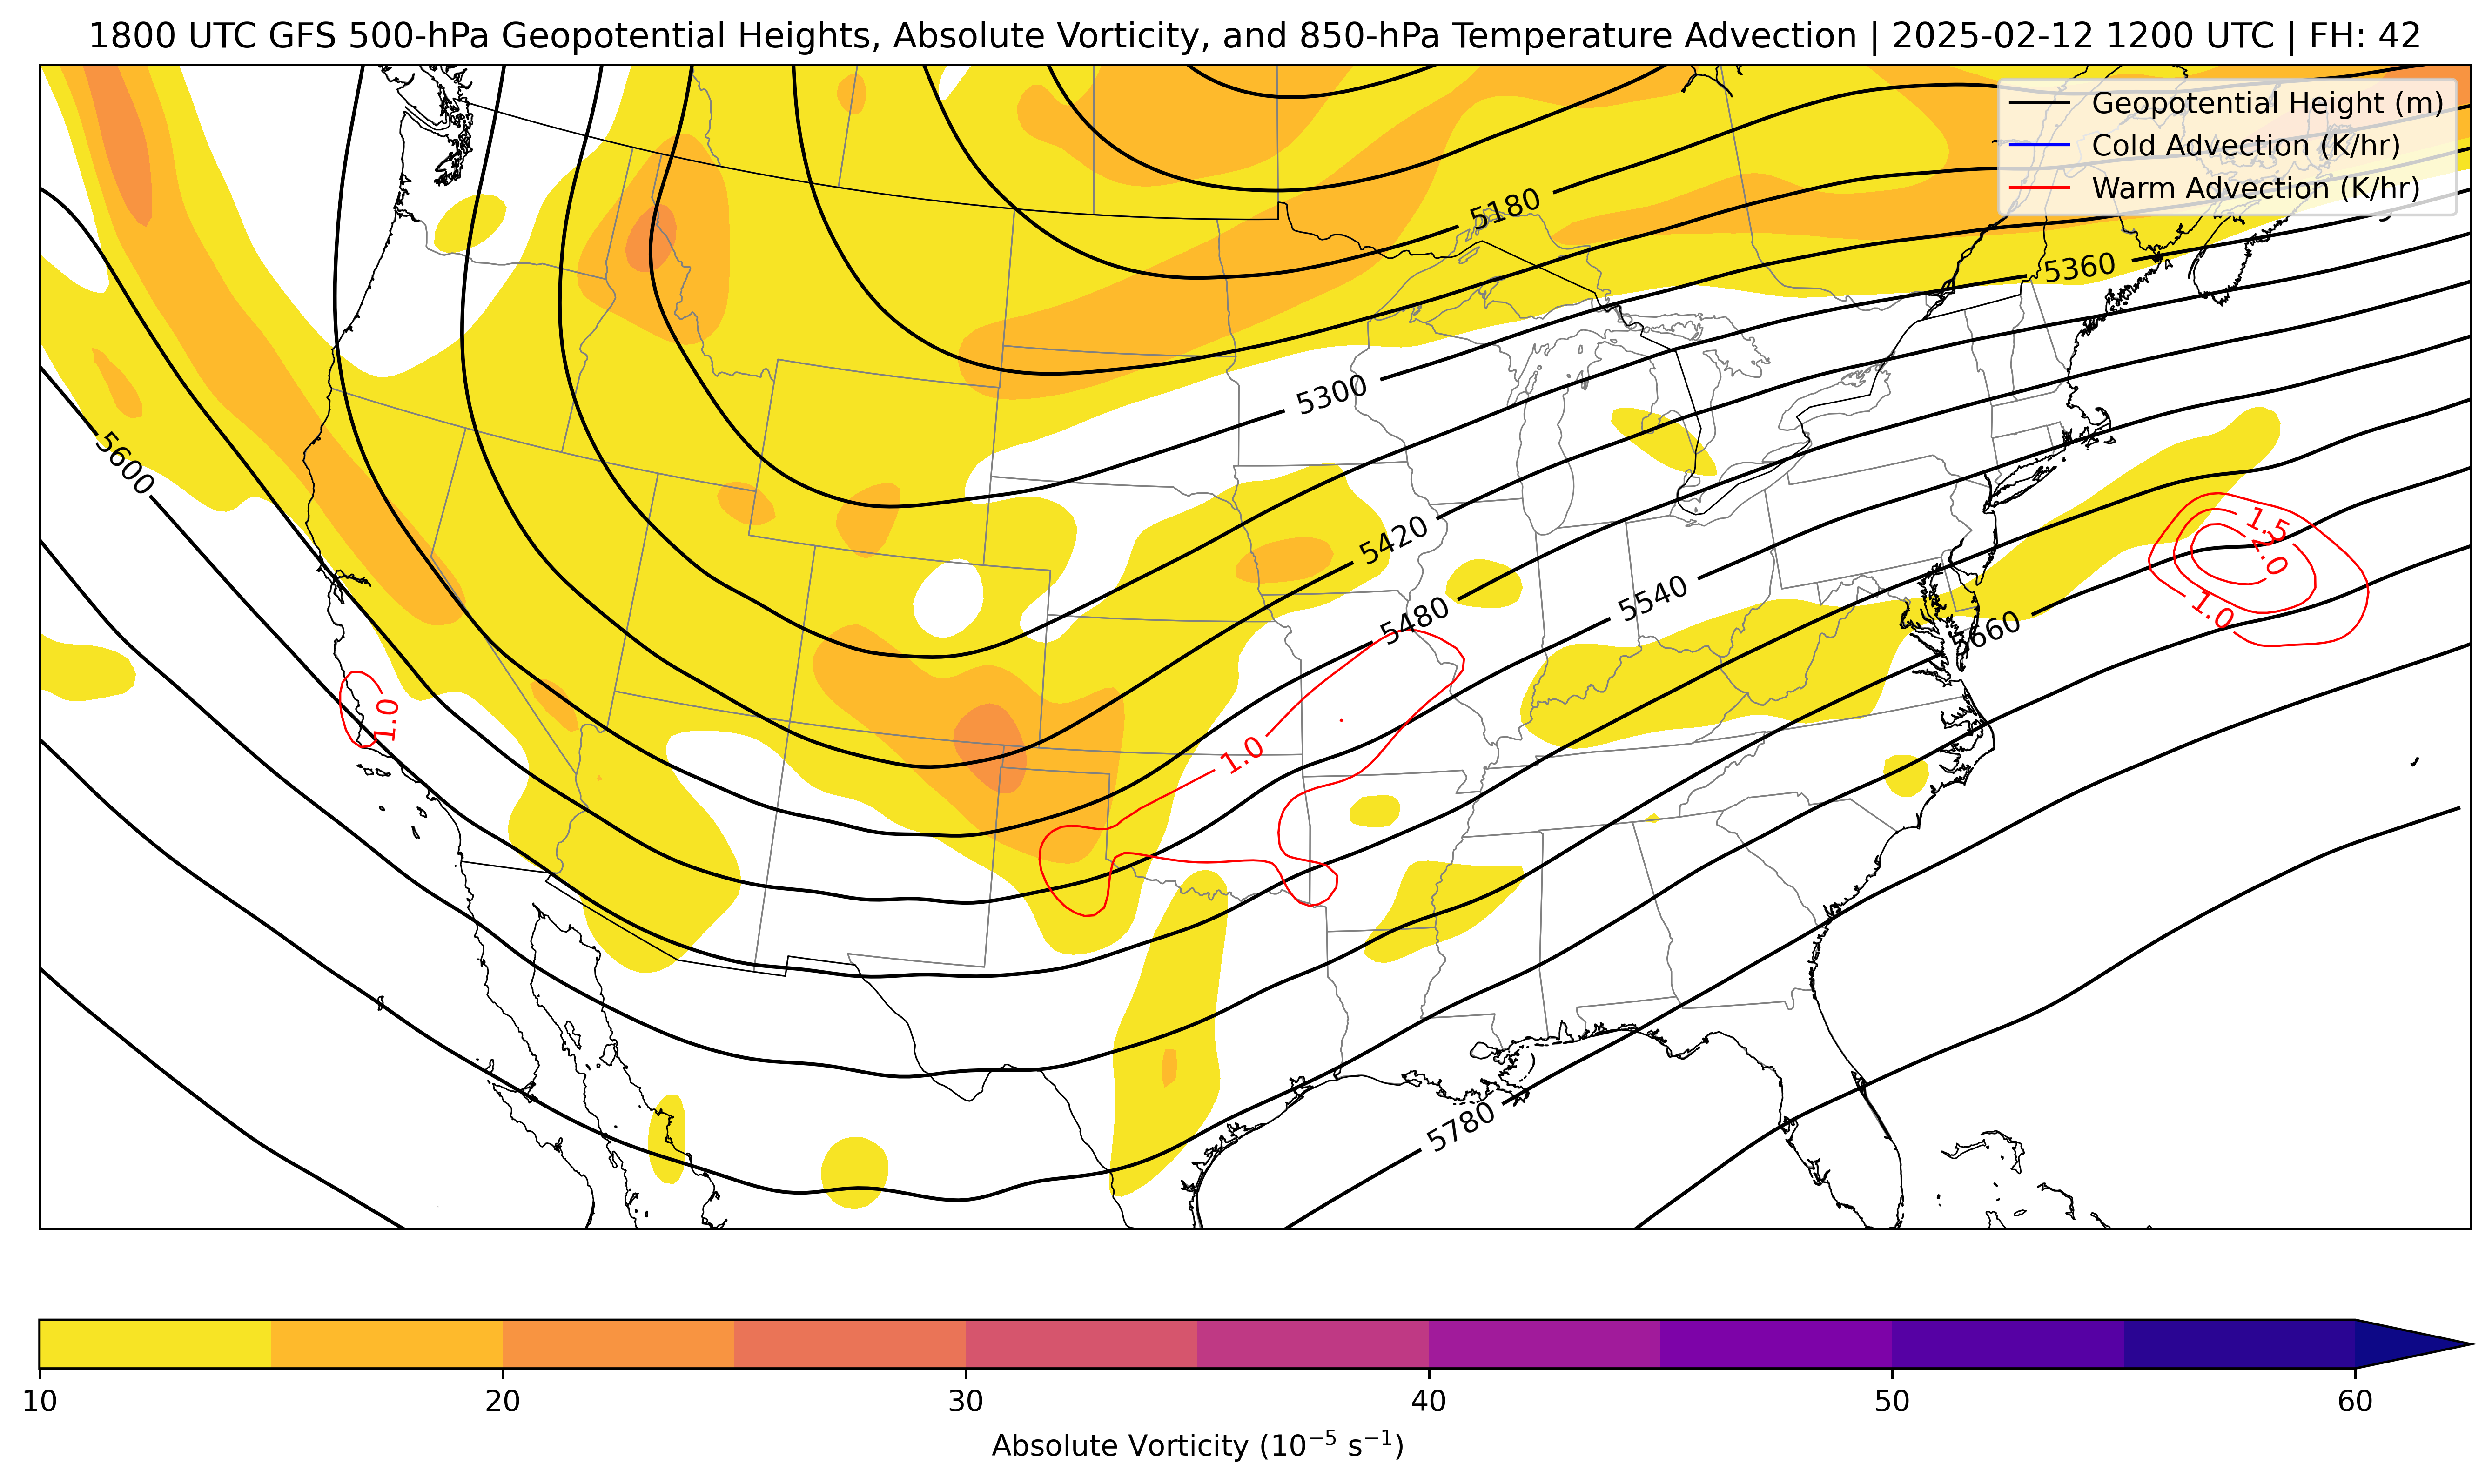 1800 UTC GFS 500-hPa Geopotential Heights, Absolute Vorticity, and 850-hPa Temperature Advection | 2025-02-12 1200 UTC | FH: 42
Geopotential Height (m)
Cold Advection (K/hr)
Warm Advection (K/hr)
5180
5360
5300
5600
5420
1.5
2.0
5480
5540
1.0
5660
1.0
1.0
5780
10 20 30 40 50 60
Absolute Vorticity (10⁻⁵ s⁻¹)